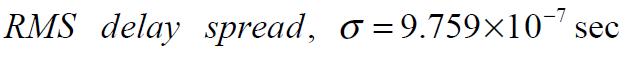 RMS delay spread, σ = 9.759×10⁻⁷ sec